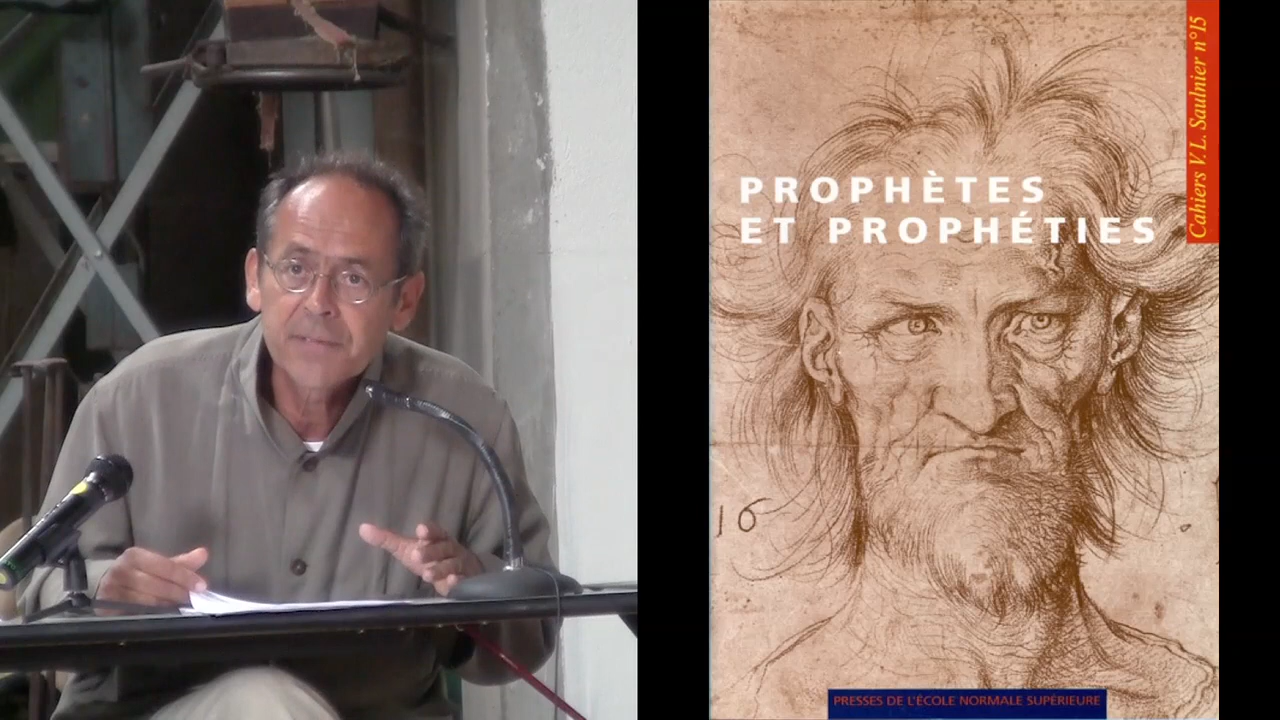 PROPHÈTES
ET PROPHÉTIES
Cahiers V. L. Saulnier n°15
16
PRESSES DE L'ÉCOLE NORMALE SUPÉRIEURE